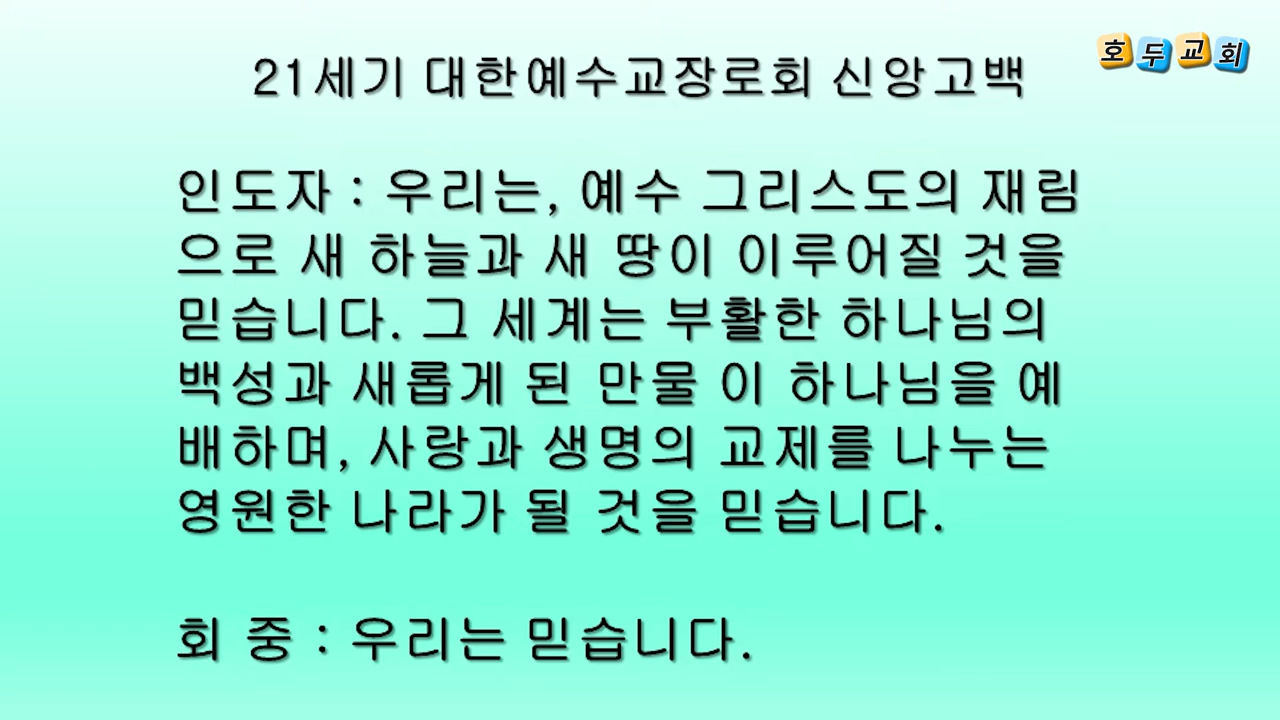 호두교회
21세기 대한예수교장로회 신앙고백
인도자 : 우리는, 예수 그리스도의 재림
으로 새 하늘과 새 땅이 이루어질 것을
믿습니다. 그 세계는 부활한 하나님의
백성과 새롭게 된 만물 이 하나님을 예
배하며, 사랑과 생명의 교제를 나누는
영원한 나라가 될 것을 믿습니다.
회 중 : 우리는 믿습니다.